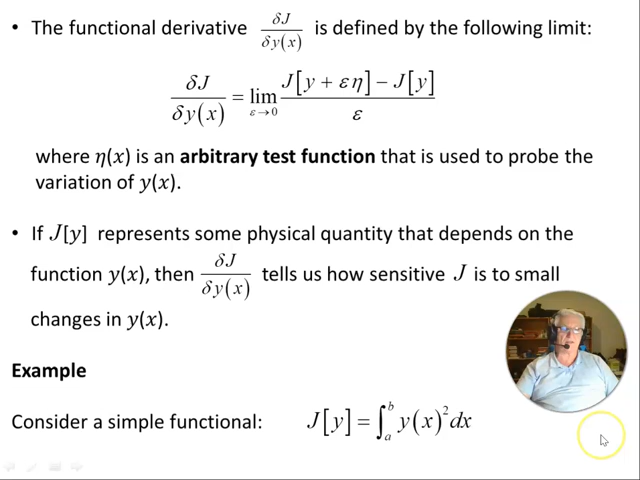 • The functional derivative δJ/δy(x) is defined by the following limit:
δJ/δy(x) = lim ε→0 (J[y + εη] − J[y])/ε
where η(x) is an arbitrary test function that is used to probe the
variation of y(x).
• If J[y] represents some physical quantity that depends on the
function y(x), then δJ/δy(x) tells us how sensitive J is to small
changes in y(x).
Example
Consider a simple functional: J[y] = ∫ₐᵇ y(x)² dx